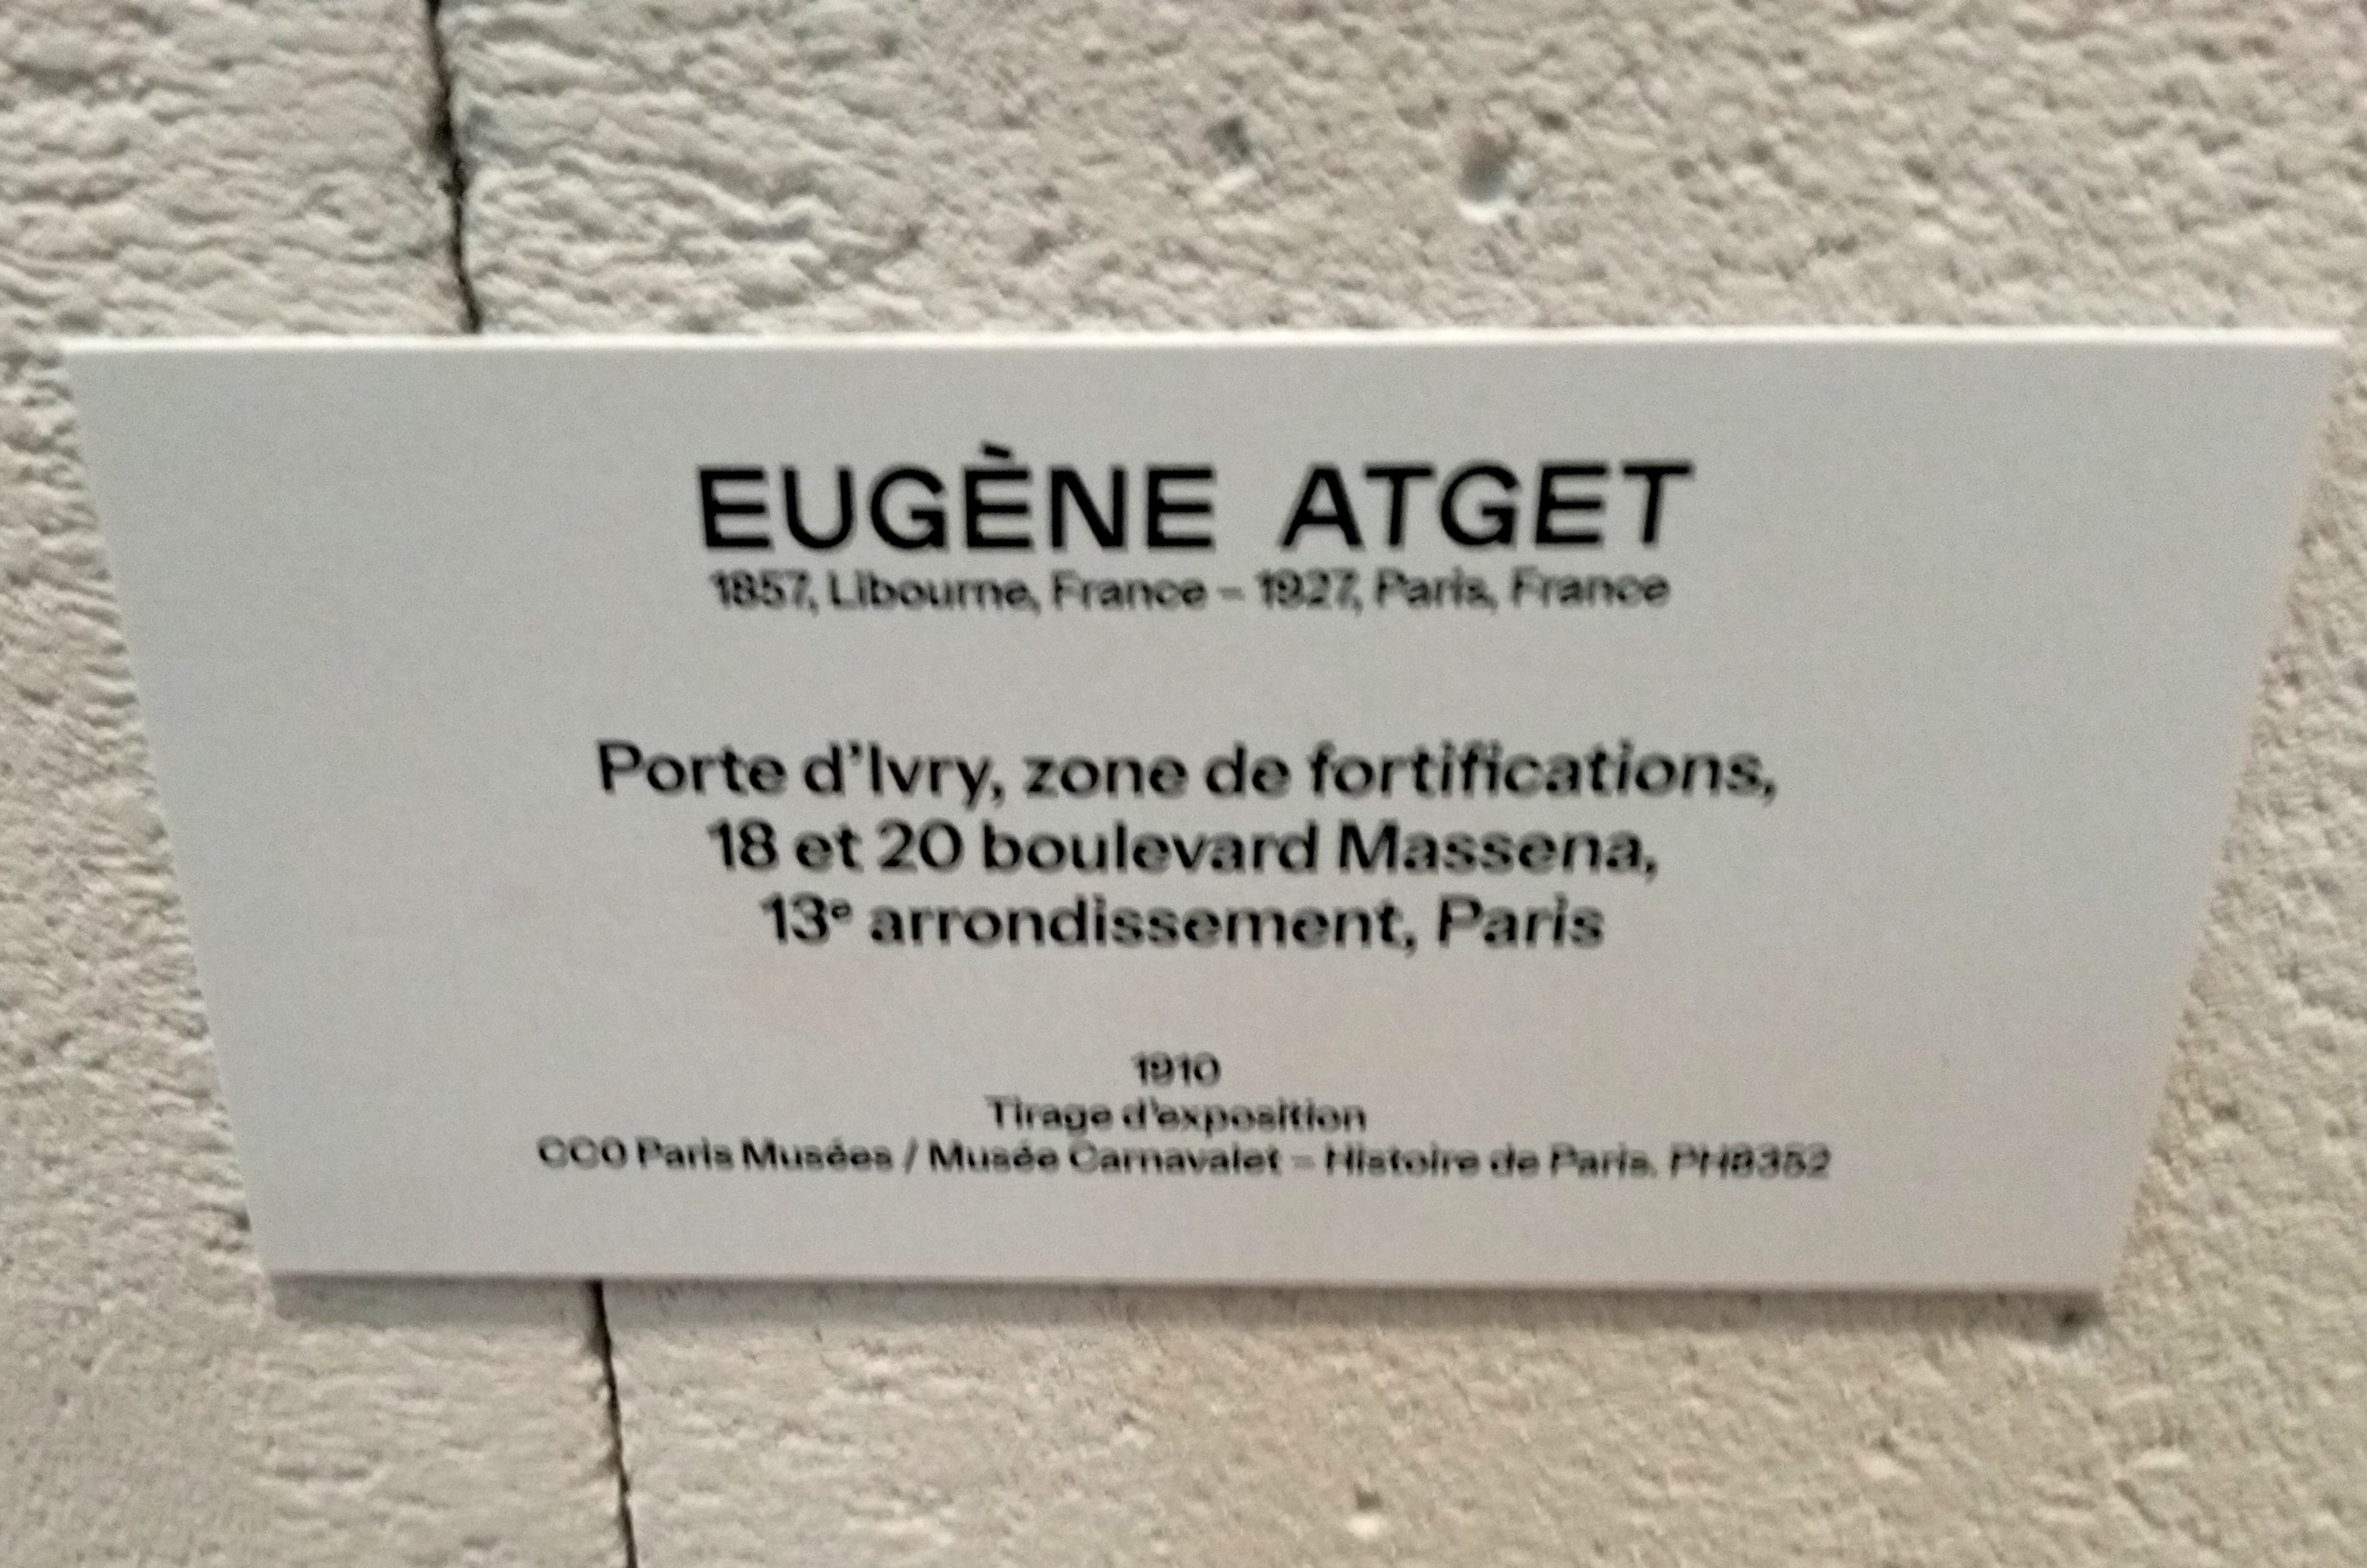 EUGÈNE ATGET
1857, Libourne, France – 1927, Paris, France
Porte d'Ivry, zone de fortifications,
18 et 20 boulevard Massena,
13e arrondissement, Paris
1910
Tirage d'exposition
CC0 Paris Musées / Musée Carnavalet – Histoire de Paris. PH8352